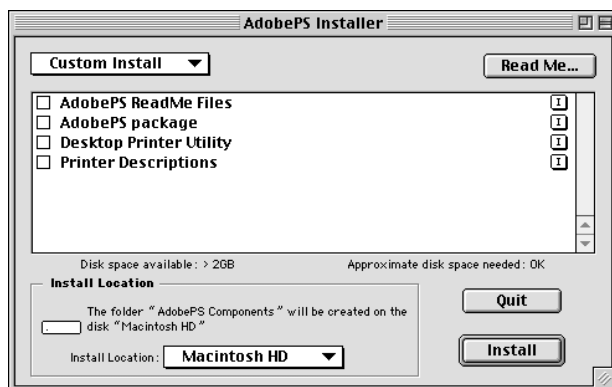 AdobePS Installer
Custom Install
Read Me...
AdobePS ReadMe Files
AdobePS package
Desktop Printer Utility
Printer Descriptions
Disk space available: > 2GB
Approximate disk space needed: 0K
Install Location
The folder "AdobePS Components" will be created on the
disk "Macintosh HD"
Install Location: Macintosh HD
Quit
Install